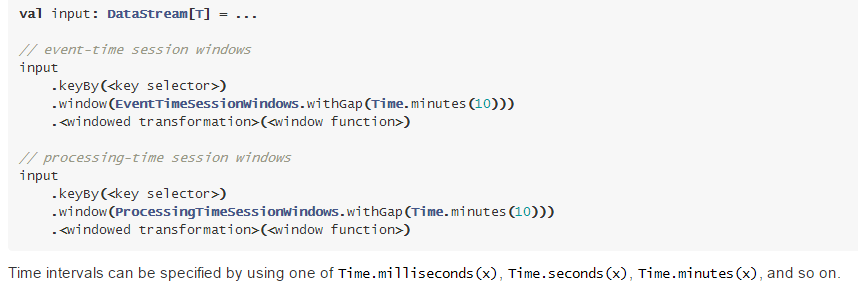 val input: DataStream[T] = ...
// event-time session windows
input
.keyBy(<key selector>)
.window(EventTimeSessionWindows.withGap(Time.minutes(10)))
.<windowed transformation>(<window function>)
// processing-time session windows
input
.keyBy(<key selector>)
.window(ProcessingTimeSessionWindows.withGap(Time.minutes(10)))
.<windowed transformation>(<window function>)
Time intervals can be specified by using one of Time.milliseconds(x), Time.seconds(x), Time.minutes(x), and so on.